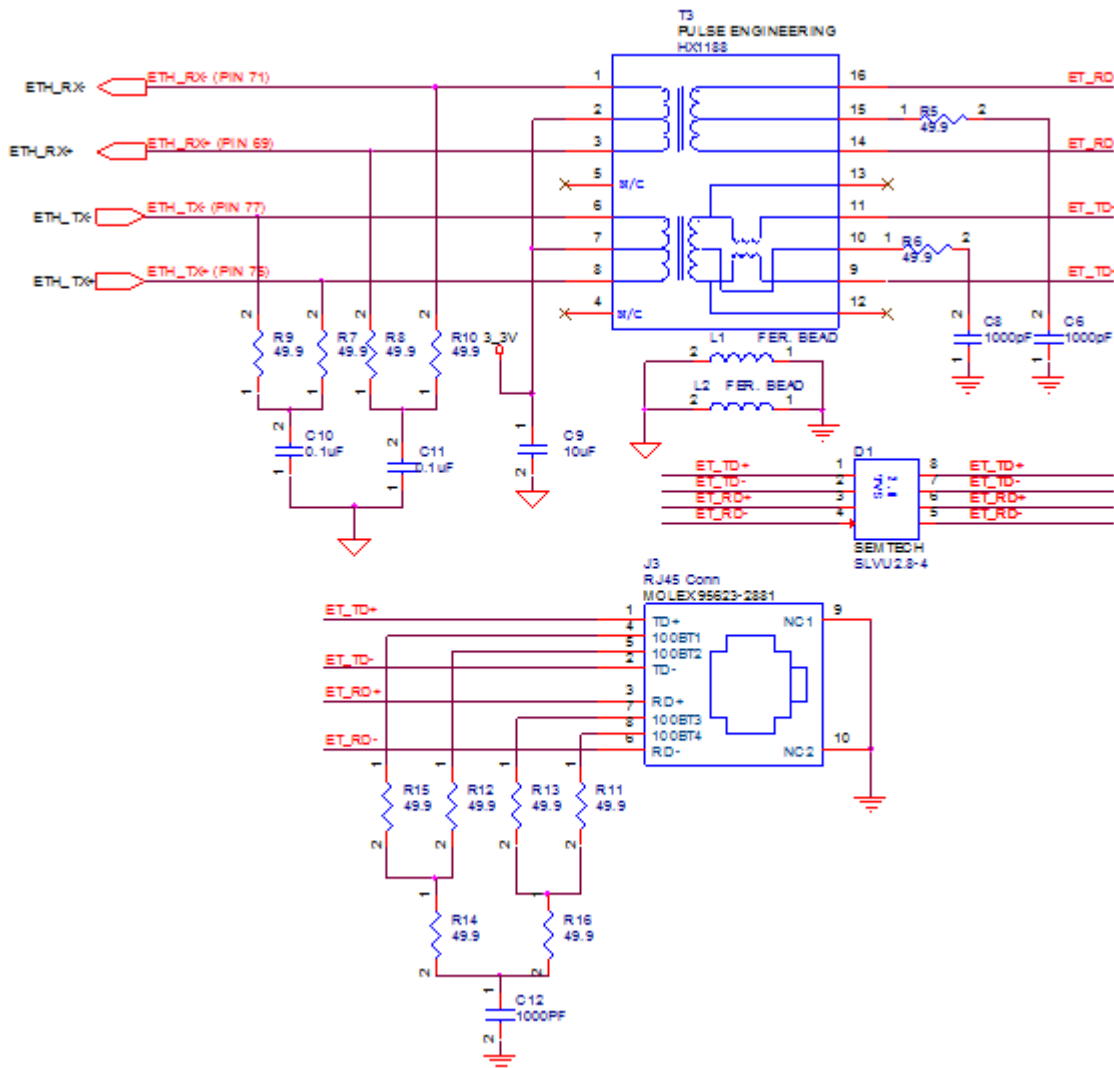 T3
PULSE ENGINEERING
HX1188
ETH_RX- ETH_RX- (PIN 71) 1 16 ET_RD
2 15 1 R5 2
49.9
ETH_RX+ ETH_RX+ (PIN 69) 3 14 ET_RD
5 N/C 13
ETH_TX- ETH_TX- (PIN 77) 6 11 ET_TD-
7 10 1 R6 2
49.9
ETH_TX+ ETH_TX+ (PIN 75) 8 9 ET_TD-
4 N/C 12
2 2 2 2 2 2
R9 R7 R8 R10 3_3V
49.9 49.9 49.9 49.9
1 1 1 1
C8 C6
1000pF 1000pF
1 1
L1 FER. BEAD
2 1
L2 FER. BEAD
2 1
2 C10
0.1uF
1
2 C11
0.1uF
1
1 C9
10uF
2
D1
ET_TD+ 1 8 ET_TD+
ET_TD- 2 7 ET_TD-
ET_RD+ 3 6 ET_RD+
ET_RD- 4 5 ET_RD-
2.8
TVS
SEMTECH
SLVU2.8-4
J3
RJ45 Conn
MOLEX 95623-2881
ET_TD+ 1 TD+ NC1 9
4 100BT1
5 100BT2
ET_TD- 2 TD-
ET_RD+ 3 RD+
7 100BT3
8 100BT4
ET_RD- 6 RD- NC2 10
1 1 1 1
R15 R12 R13 R11
49.9 49.9 49.9 49.9
2 2 2 2
1 1
R14 R16
49.9 49.9
2 2
1 C12
1000PF
2